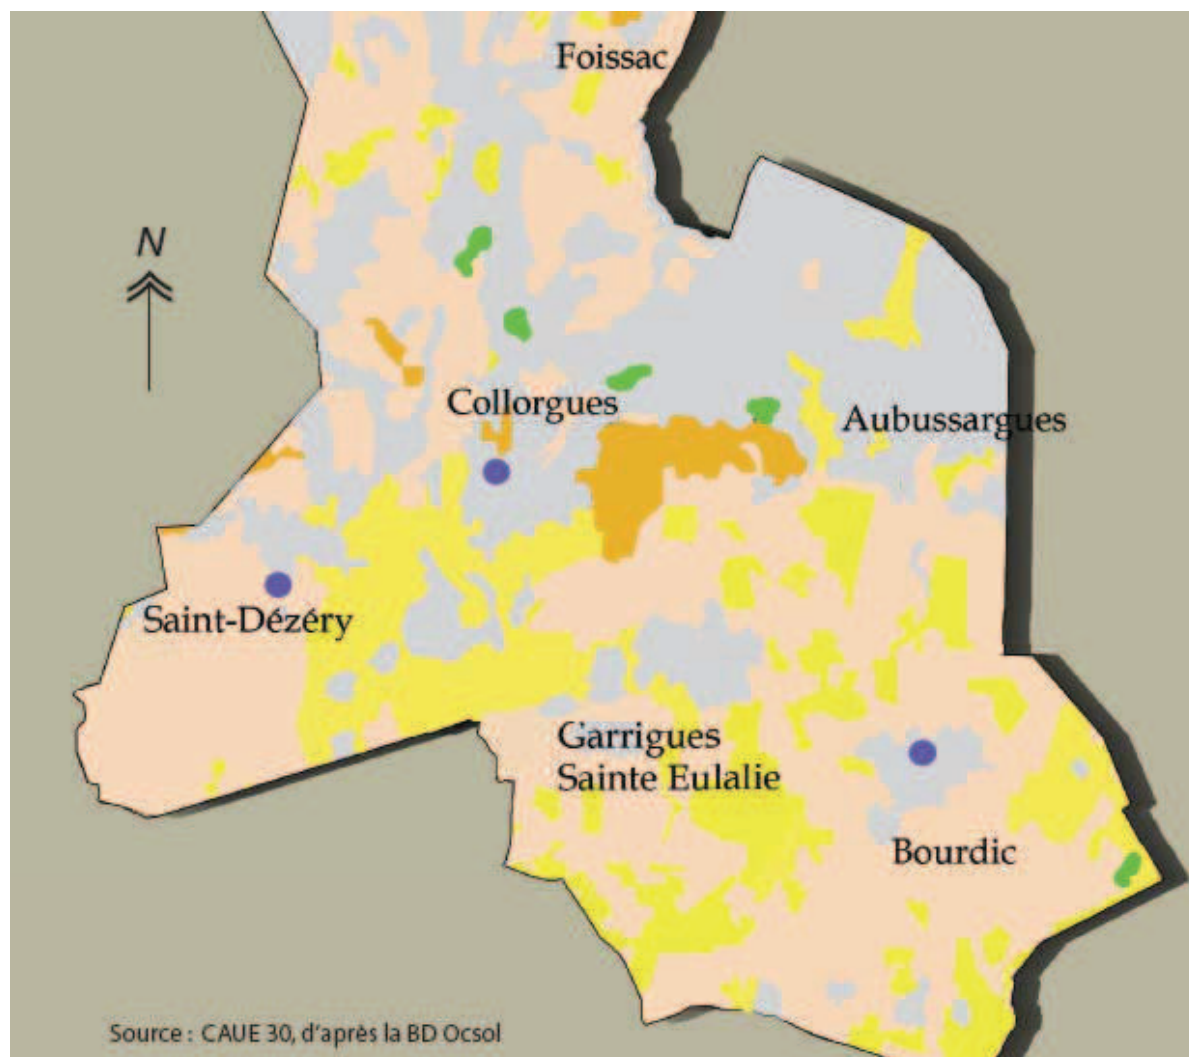 Foissac
N
Collorgues
Aubussargues
Saint-Dézéry
Garrigues
Sainte Eulalie
Bourdic
Source : CAUE 30, d'après la BD Ocsol